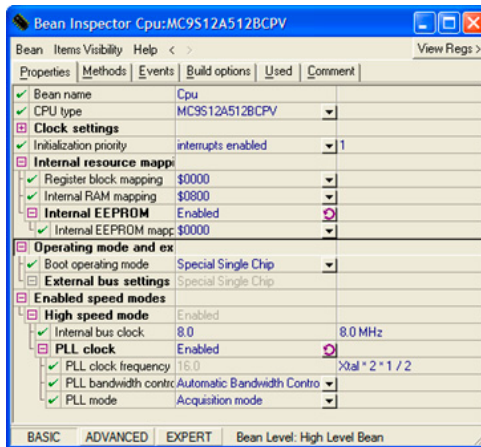 Bean Inspector Cpu:MC9S12A512BCPV
Bean Items Visibility Help < > View Regs >
Properties Methods Events Build options Used Comment
Bean name Cpu
CPU type MC9S12A512BCPV
Clock settings
Initialization priority interrupts enabled 1
Internal resource mappi
Register block mapping $0000
Internal RAM mapping $0800
Internal EEPROM Enabled
Internal EEPROM mapp $0000
Operating mode and ex
Boot operating mode Special Single Chip
External bus settings Special Single Chip
Enabled speed modes
High speed mode Enabled
Internal bus clock 8.0 8.0 MHz
PLL clock Enabled
PLL clock frequency 16.0 Xtal * 2 * 1 / 2
PLL bandwidth contrc Automatic Bandwidth Contro
PLL mode Acquisition mode
BASIC ADVANCED EXPERT Bean Level: High Level Bean